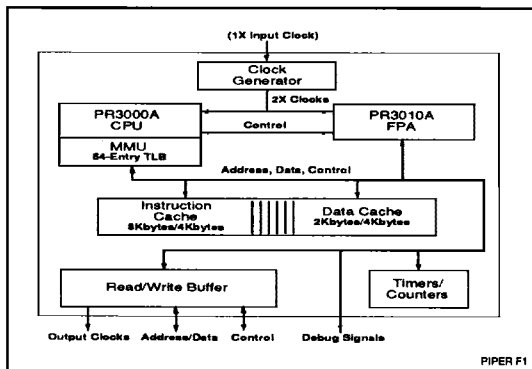 (1X Input Clock)
Clock
Generator
2X Clocks
PR3000A
CPU
Control
PR3010A
FPA
MMU
64-Entry TLB
Address, Data, Control
Instruction
Cache
8Kbytes/4Kbytes
Data Cache
2Kbytes/4Kbytes
Read/Write Buffer
Timers/
Counters
Output Clocks
Address/Data
Control
Debug Signals
PIPER F1